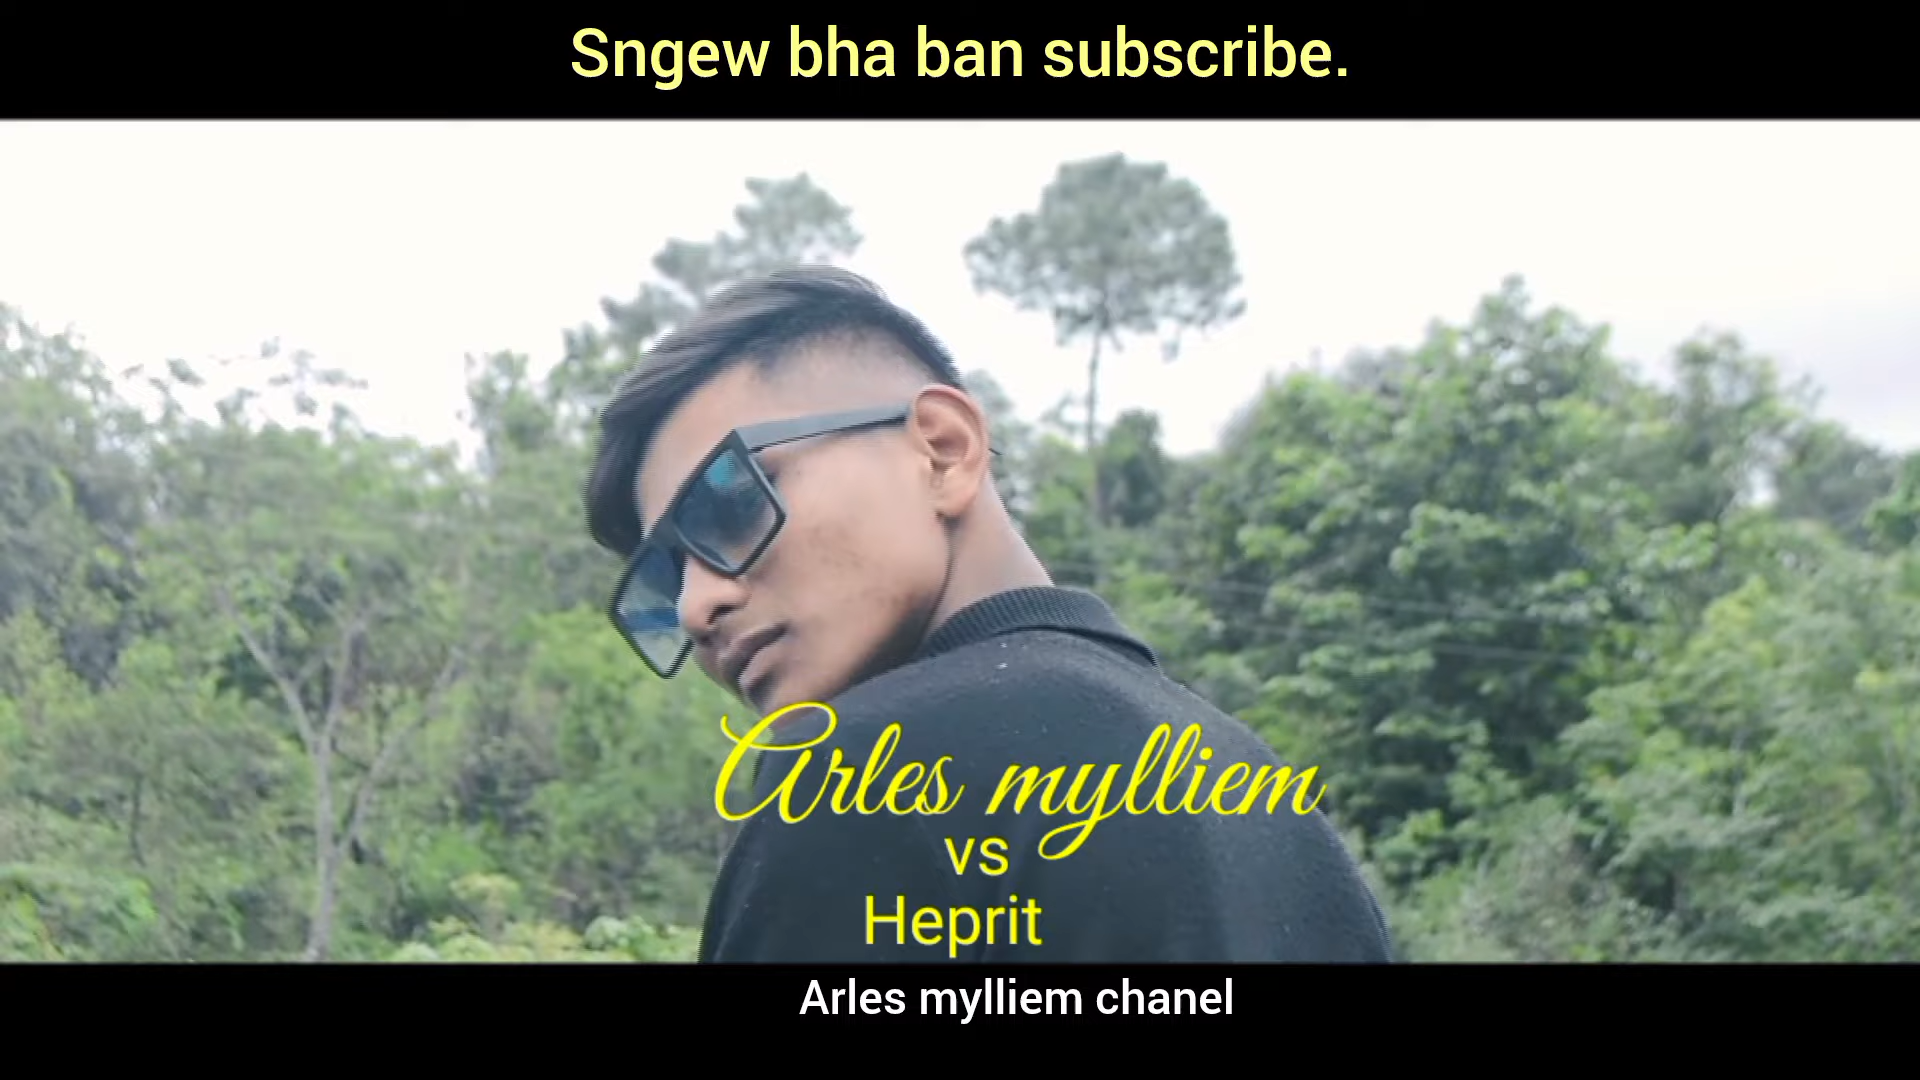 Sngew bha ban subscribe.
Arles mylliem
vs
Heprit
Arles mylliem chanel